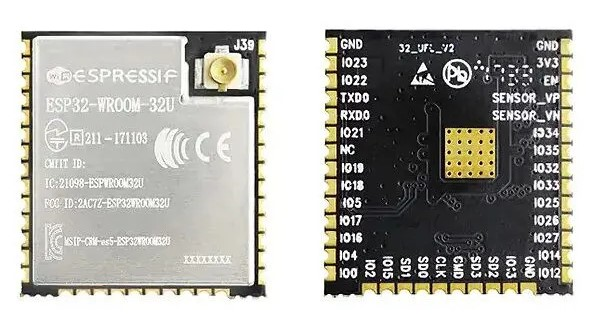 J39
ESPRESSIF
ESP32-WROOM-32U
R 211-171103
CMIIT ID:
IC:21098-ESPWROOM32U
FCC ID:2AC7Z-ESP32WROOM32U
MSIP-CRM-es5-ESP32WROOM32U
XXXXXXXX
32_UFL_V2
GND
IO23
IO22
TXD0
RXD0
IO21
NC
IO19
IO18
IO5
IO17
IO16
IO4
IO0
GND
3V3
EN
SENSOR_VP
SENSOR_VN
IO34
IO35
IO32
IO33
IO25
IO26
IO27
IO14
IO12
IO2
IO15
SD1
SD0
CLK
CMD
SD3
SD2
IO13
GND